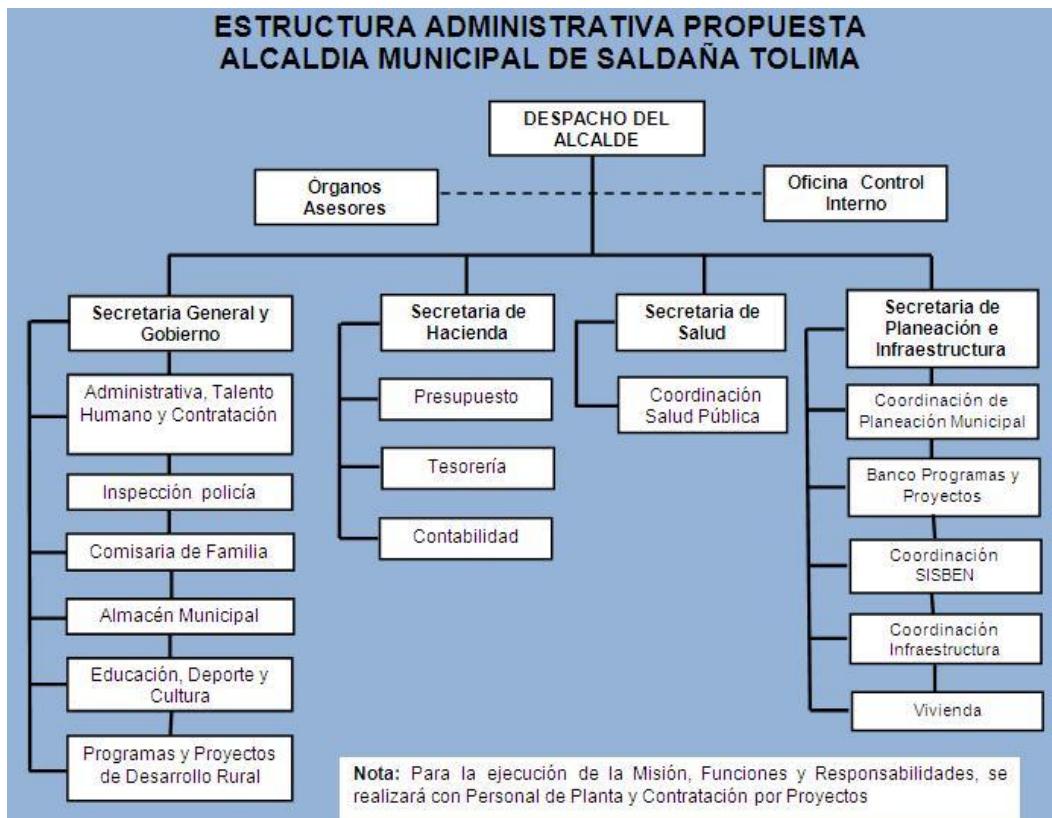 ESTRUCTURA ADMINISTRATIVA PROPUESTA
ALCALDIA MUNICIPAL DE SALDAÑA TOLIMA
DESPACHO DEL
ALCALDE
Órganos
Asesores
Oficina Control
Interno
Secretaria General y
Gobierno
Administrativa, Talento
Humano y Contratación
Inspección policía
Comisaria de Familia
Almacén Municipal
Educación, Deporte y
Cultura
Programas y Proyectos
de Desarrollo Rural
Secretaria de
Hacienda
Presupuesto
Tesorería
Contabilidad
Secretaria de
Salud
Coordinación
Salud Pública
Secretaria de
Planeación e
Infraestructura
Coordinación de
Planeación Municipal
Banco Programas y
Proyectos
Coordinación
SISBEN
Coordinación
Infraestructura
Vivienda
Nota: Para la ejecución de la Misión, Funciones y Responsabilidades, se
realizará con Personal de Planta y Contratación por Proyectos